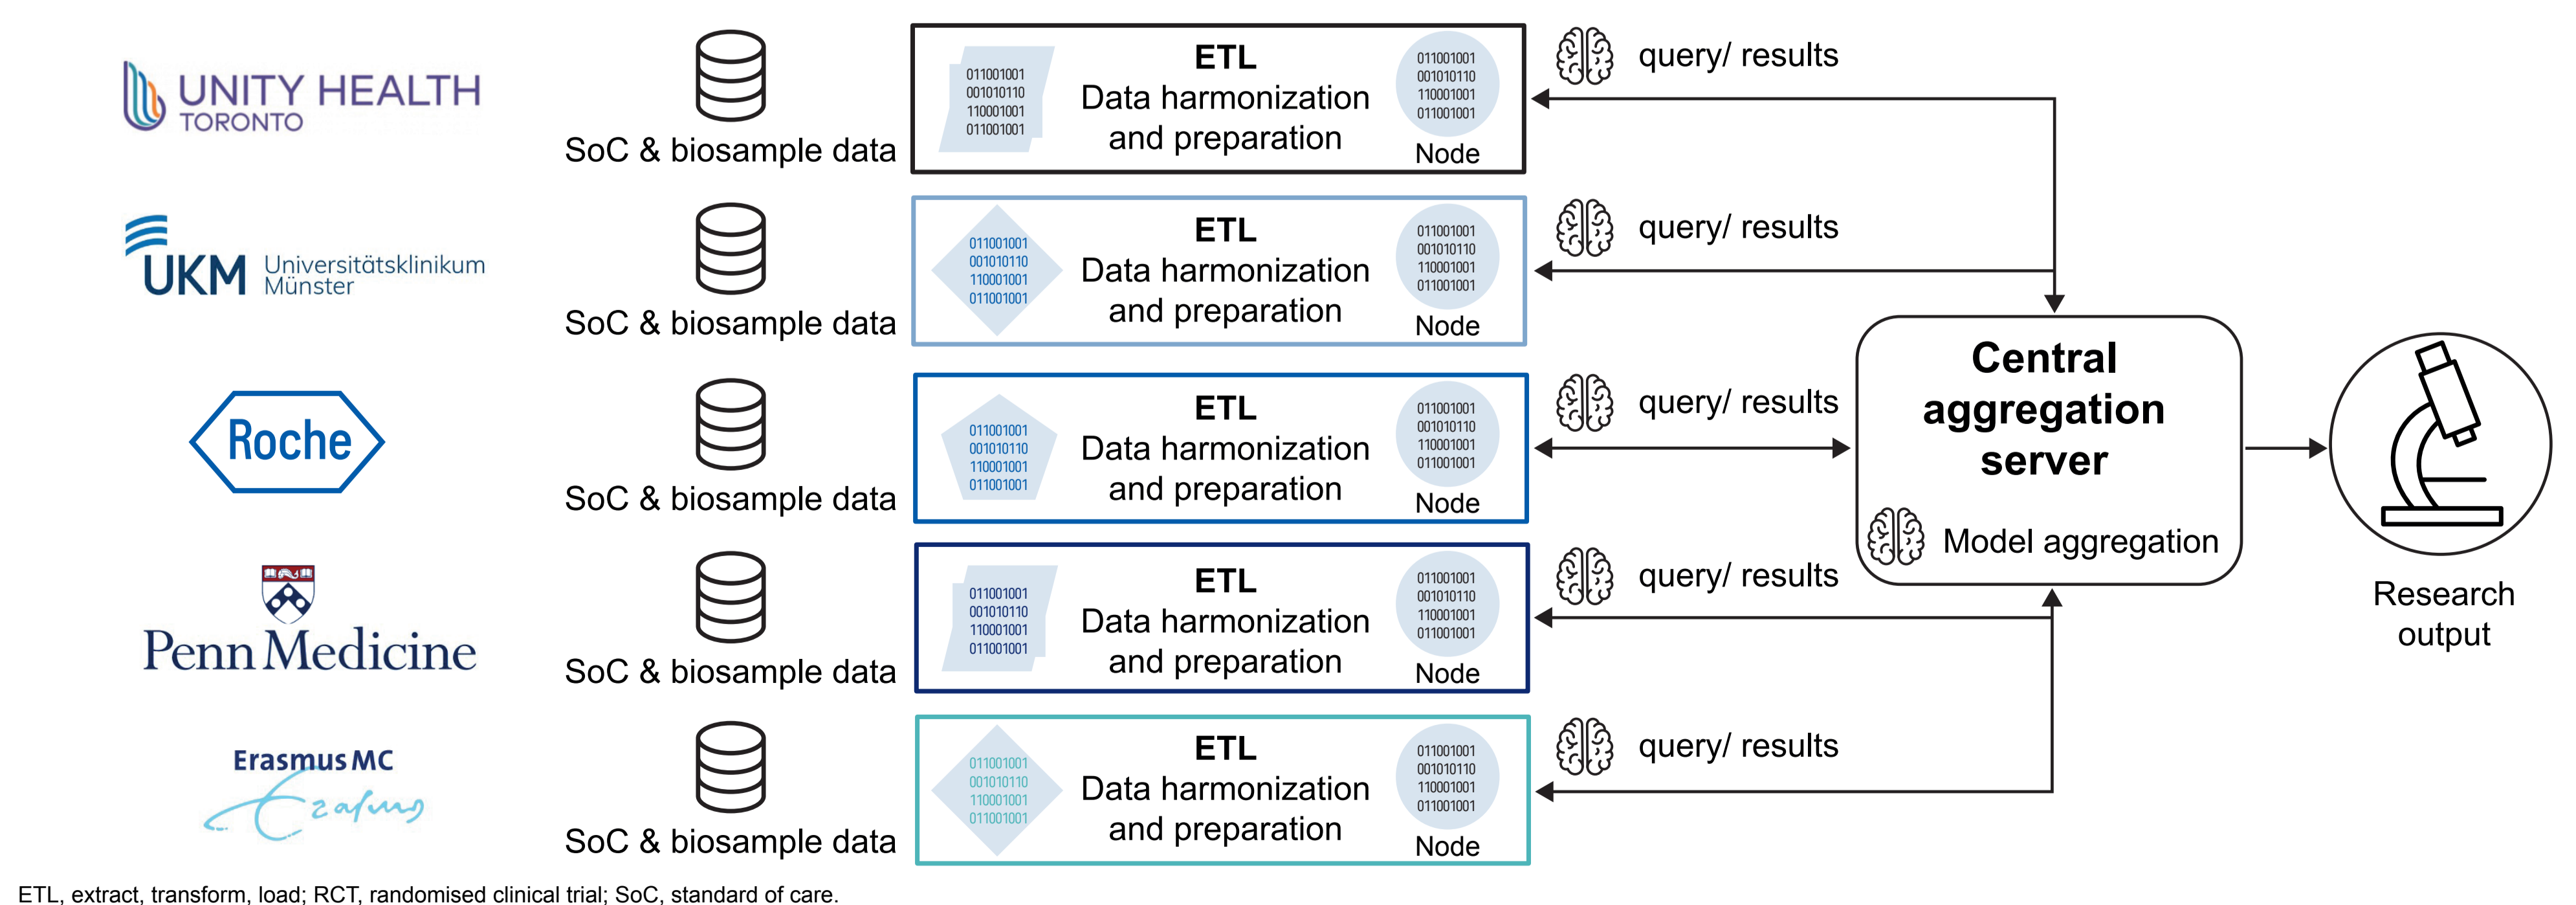 UNITY HEALTH
TORONTO
SoC & biosample data
011001001
001010110
110001001
011001001
ETL
Data harmonization
and preparation
011001001
001010110
110001001
011001001
Node
query/ results
UKM Universitätsklinikum
Münster
SoC & biosample data
011001001
001010110
110001001
011001001
ETL
Data harmonization
and preparation
011001001
001010110
110001001
011001001
Node
query/ results
Roche
SoC & biosample data
011001001
001010110
110001001
011001001
ETL
Data harmonization
and preparation
011001001
001010110
110001001
011001001
Node
query/ results
Penn Medicine
SoC & biosample data
011001001
001010110
110001001
011001001
ETL
Data harmonization
and preparation
011001001
001010110
110001001
011001001
Node
query/ results
Erasmus MC
Erasmus
SoC & biosample data
011001001
001010110
110001001
011001001
ETL
Data harmonization
and preparation
011001001
001010110
110001001
011001001
Node
query/ results
Central
aggregation
server
Model aggregation
Research
output
ETL, extract, transform, load; RCT, randomised clinical trial; SoC, standard of care.